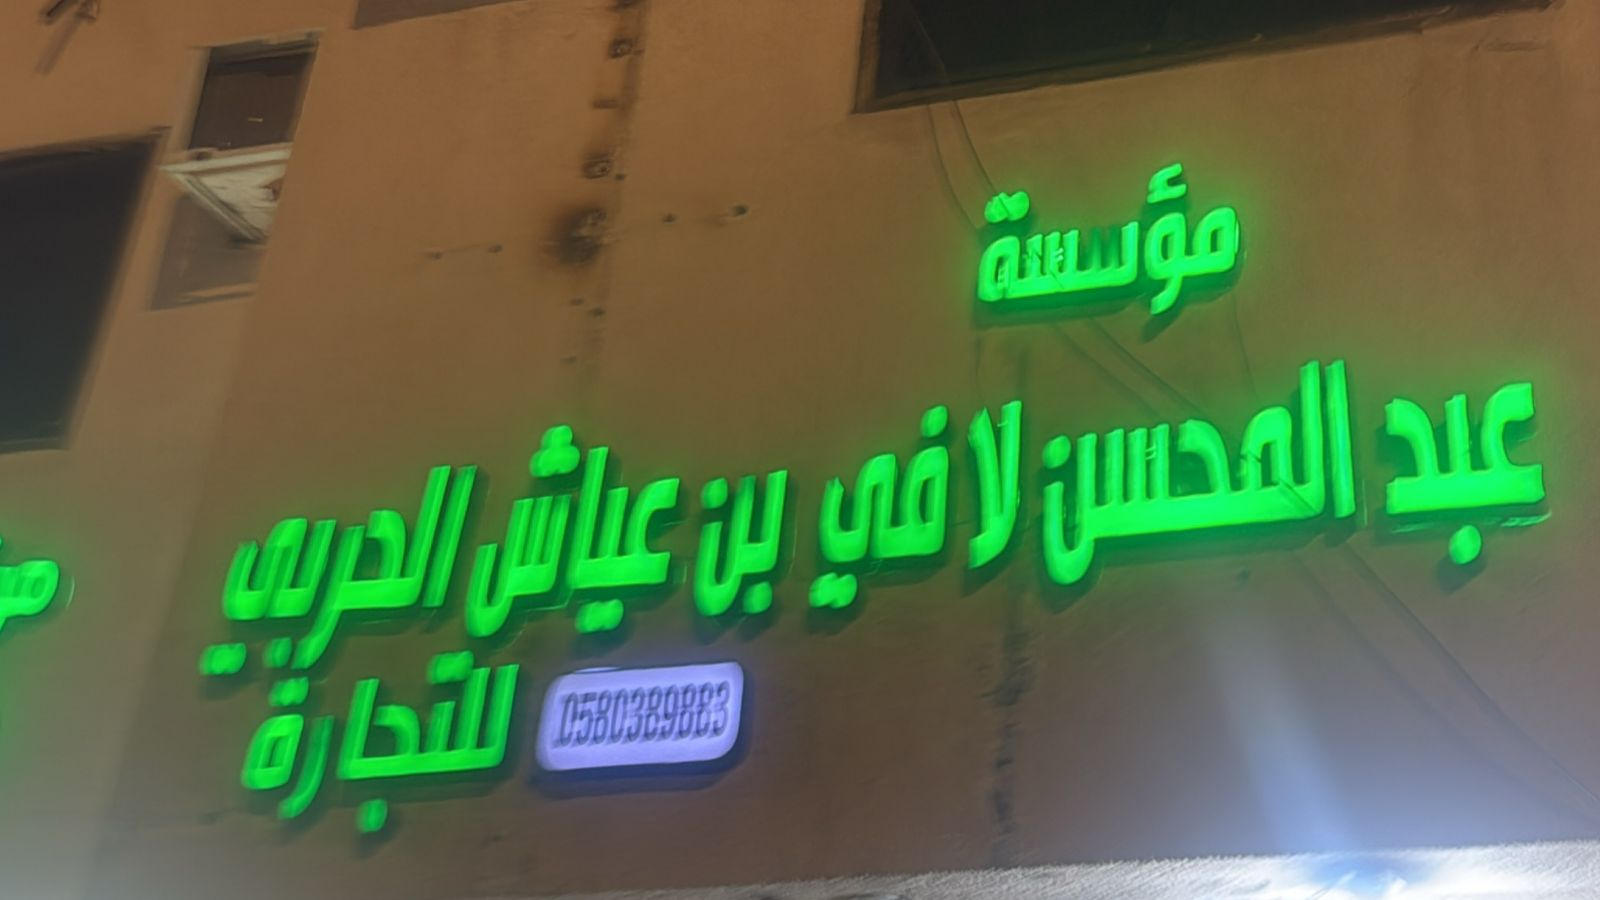 مؤسسة
عبد المحسن لافي بن عياش الحربي
للتجارة
0580389883